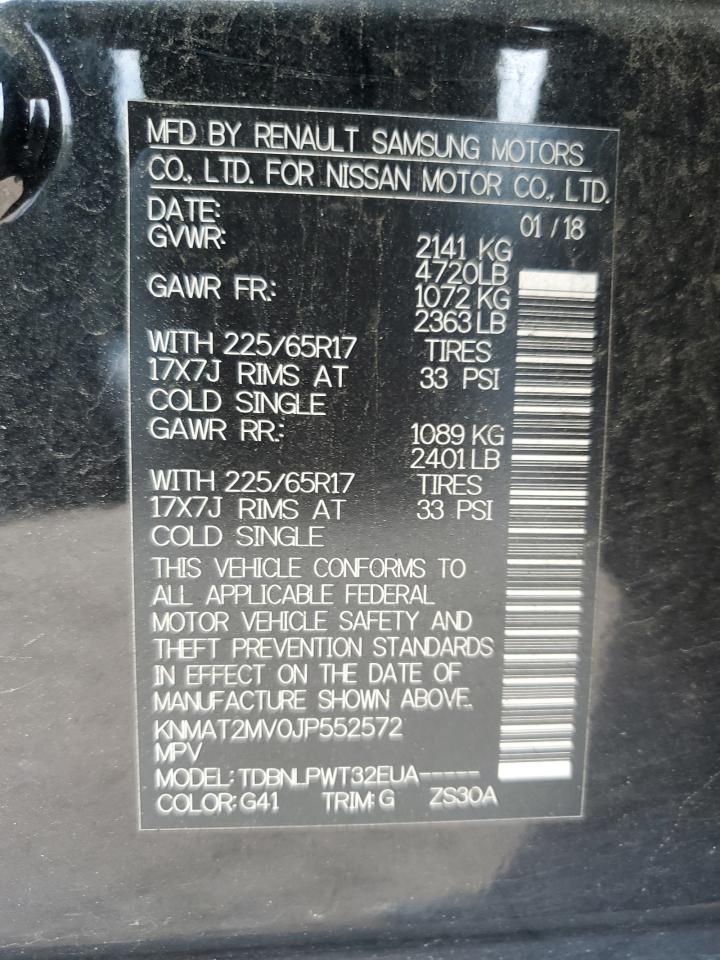 MFD BY RENAULT SAMSUNG MOTORS
CO., LTD. FOR NISSAN MOTOR CO., LTD.
DATE: 01 / 18
GVWR: 2141 KG
4720LB
GAWR FR: 1072 KG
2363 LB
WITH 225/65R17 TIRES
17X7J RIMS AT 33 PSI
COLD SINGLE
GAWR RR: 1089 KG
2401 LB
WITH 225/65R17 TIRES
17X7J RIMS AT 33 PSI
COLD SINGLE
THIS VEHICLE CONFORMS TO
ALL APPLICABLE FEDERAL
MOTOR VEHICLE SAFETY AND
THEFT PREVENTION STANDARDS
IN EFFECT ON THE DATE OF
MANUFACTURE SHOWN ABOVE.
KNMAT2MV0JP552572
MPV
MODEL: TDBNLPWT32EUA-----
COLOR: G41 TRIM: G ZS30A